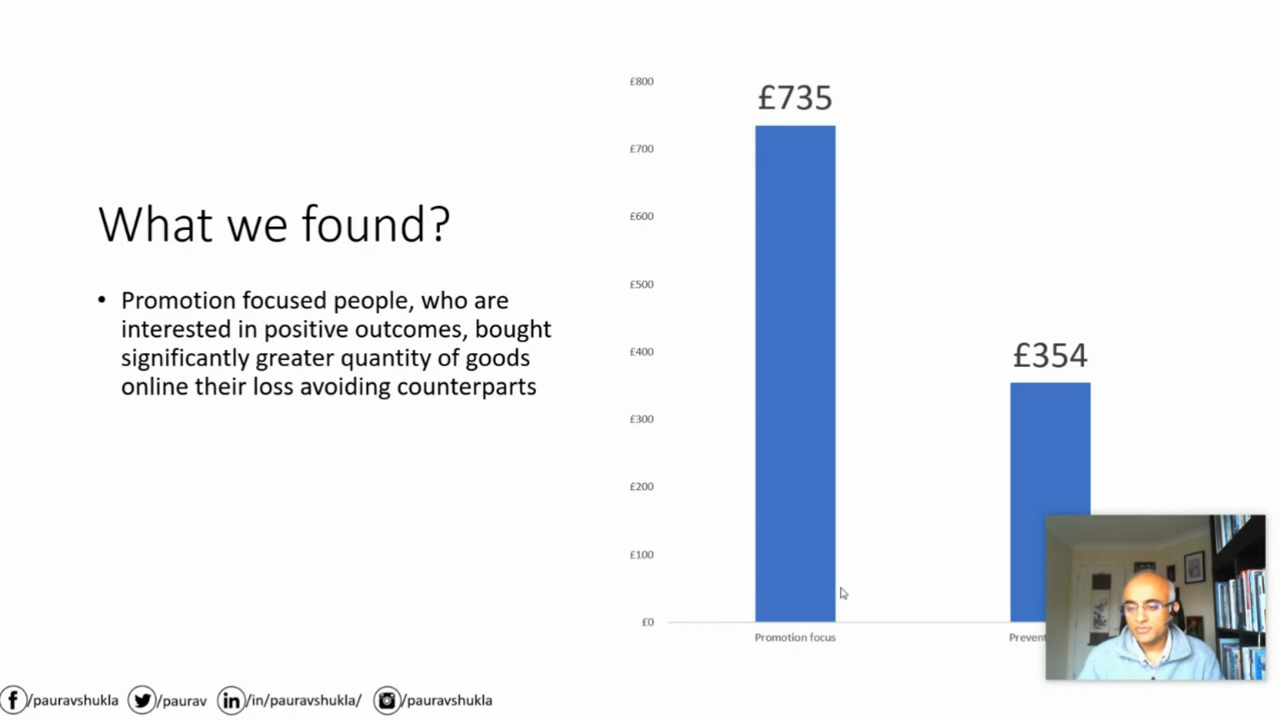 What we found?
• Promotion focused people, who are
interested in positive outcomes, bought
significantly greater quantity of goods
online their loss avoiding counterparts
£800
£700
£600
£500
£400
£300
£200
£100
£0
£735
£354
Promotion focus
/pauravshukla /paurav /in/pauravshukla/ /pauravshukla